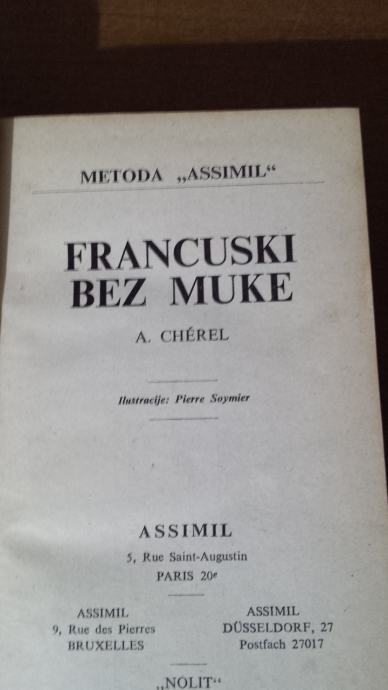 METODA „ASSIMIL“
FRANCUSKI
BEZ MUKE
A. CHÉREL
Ilustracije: Pierre Soymier
ASSIMIL
5, Rue Saint-Augustin
PARIS 20e
ASSIMIL
9, Rue des Pierres
BRUXELLES
ASSIMIL
DÜSSELDORF, 27
Postfach 27017
„NOLIT“